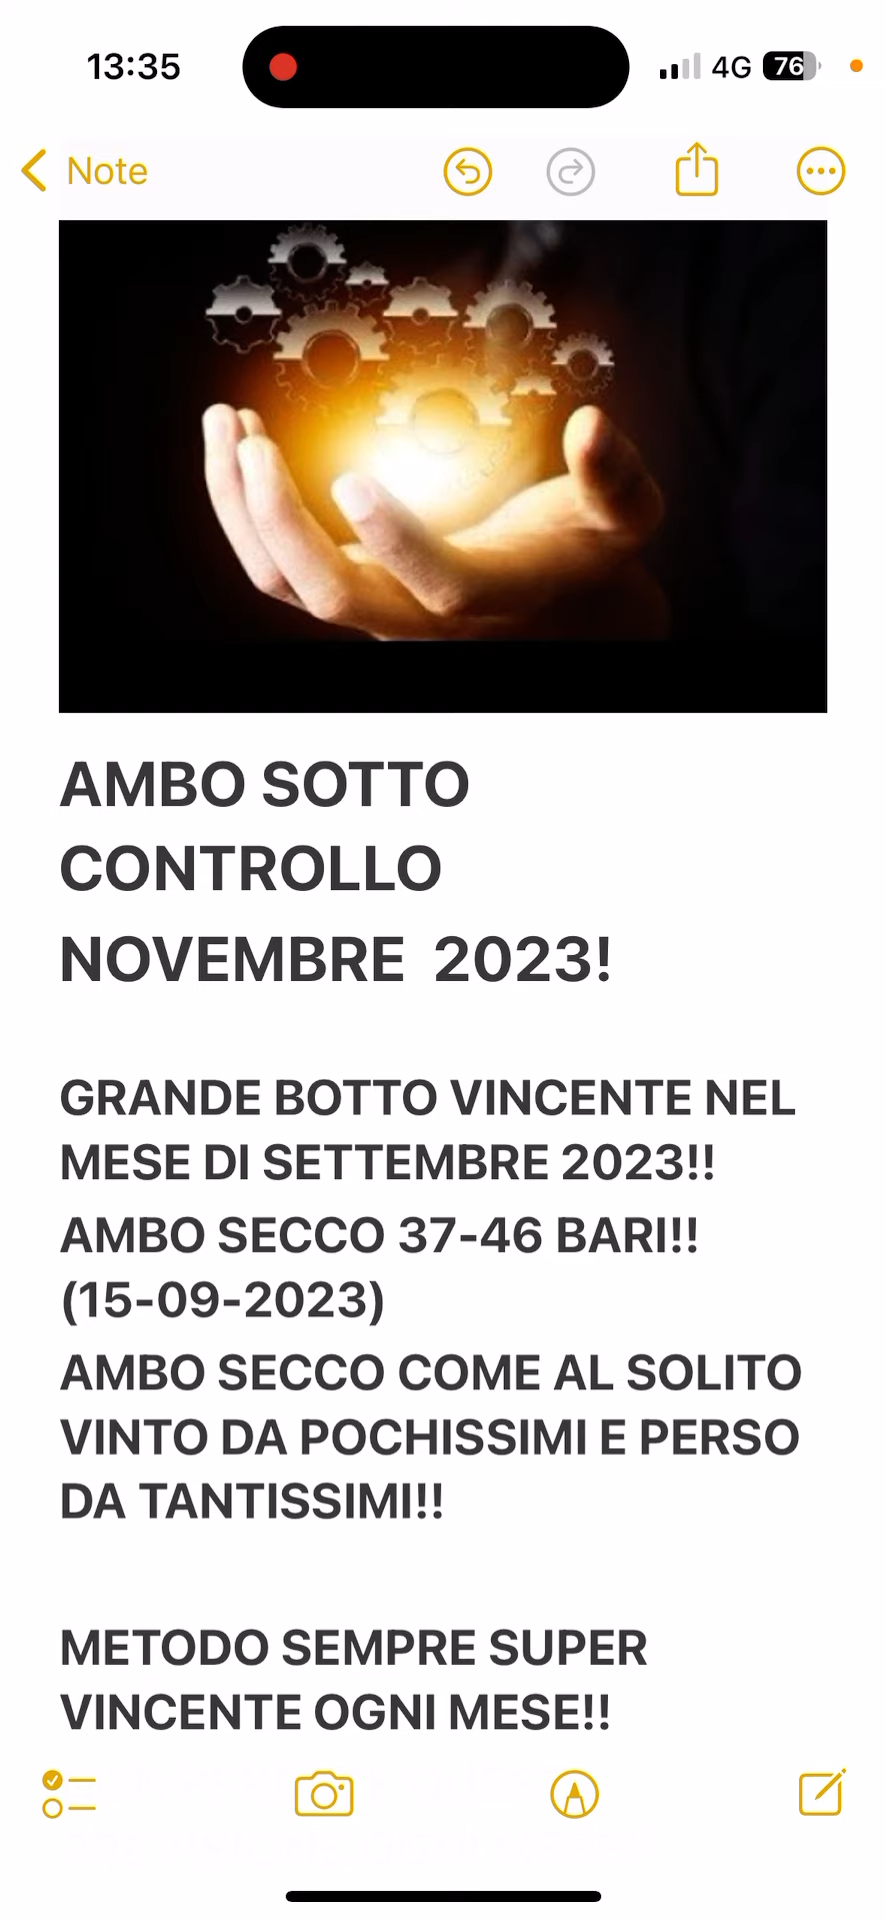 13:35
4G 76
Note
AMBO SOTTO
CONTROLLO
NOVEMBRE 2023!
GRANDE BOTTO VINCENTE NEL
MESE DI SETTEMBRE 2023!!
AMBO SECCO 37-46 BARI!!
(15-09-2023)
AMBO SECCO COME AL SOLITO
VINTO DA POCHISSIMI E PERSO
DA TANTISSIMI!!
METODO SEMPRE SUPER
VINCENTE OGNI MESE!!